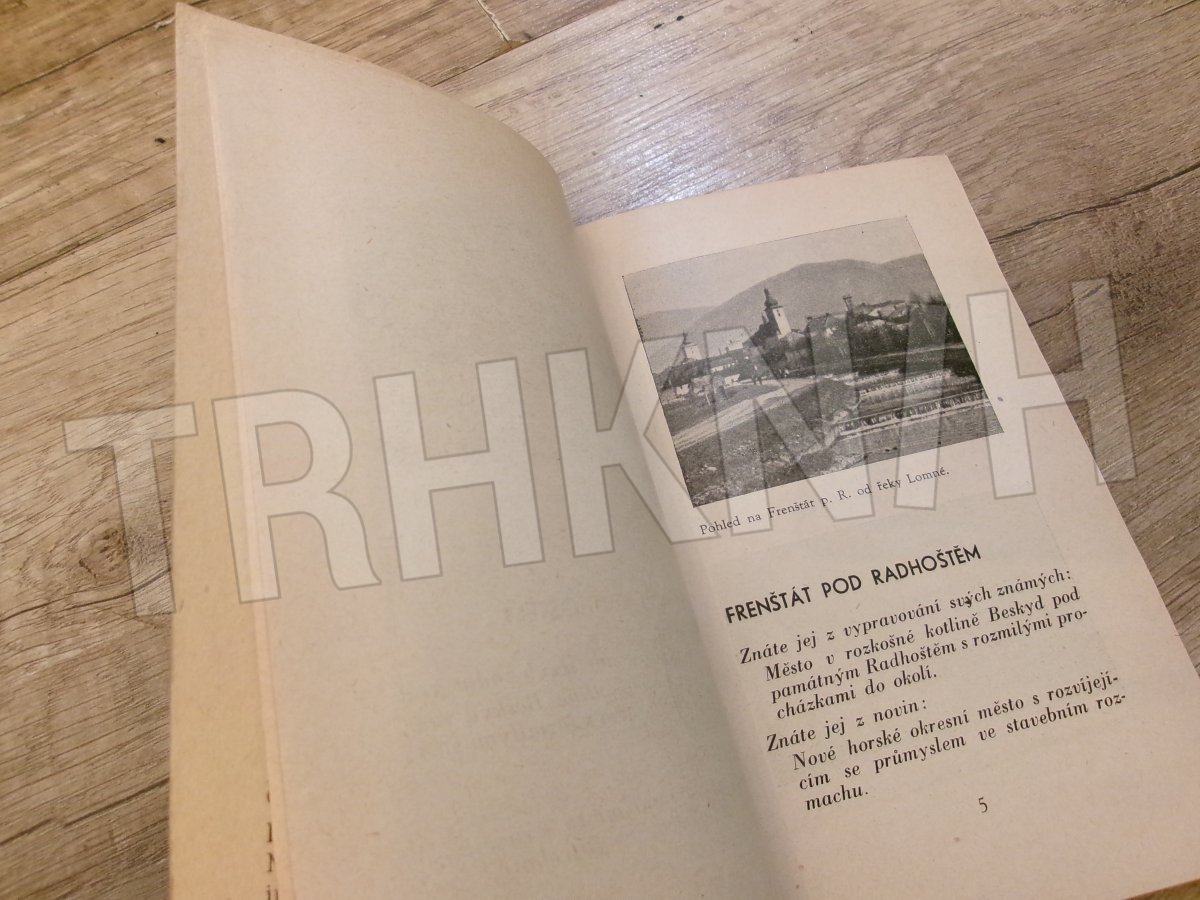 Pohled na Frenštát p. R. od řeky Lomné.
FRENŠTÁT POD RADHOŠTĚM
Znáte jej z vypravování svých známých:
Město v rozkošné kotlině Beskyd pod
památným Radhoštěm s rozmilými pro-
cházkami do okolí.
Znáte jej z novin:
Nové horské okresní město s rozvíjejí-
cím se průmyslem ve stavebním roz-
machu.
5
TRHKNIH